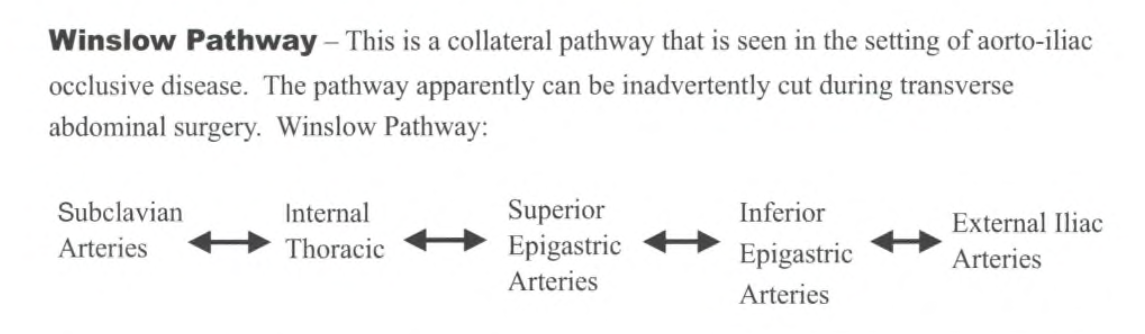 Winslow Pathway – This is a collateral pathway that is seen in the setting of aorto-iliac
occlusive disease. The pathway apparently can be inadvertently cut during transverse
abdominal surgery. Winslow Pathway:
Subclavian
Arteries
Internal
Thoracic
Superior
Epigastric
Arteries
Inferior
Epigastric
Arteries
External Iliac
Arteries